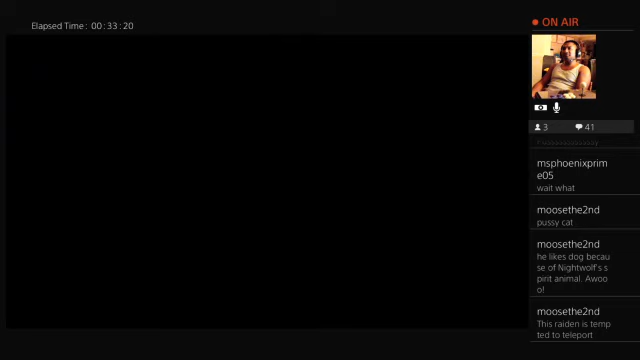 Elapsed Time : 00:33:20
ON AIR
3
41
msphoenixprim
e05
wait what
moosethe2nd
pussy cat
moosethe2nd
he likes dog becau
se of Nightwolf's s
pirit animal. Awoo
o!
moosethe2nd
This raiden is temp
ted to teleport